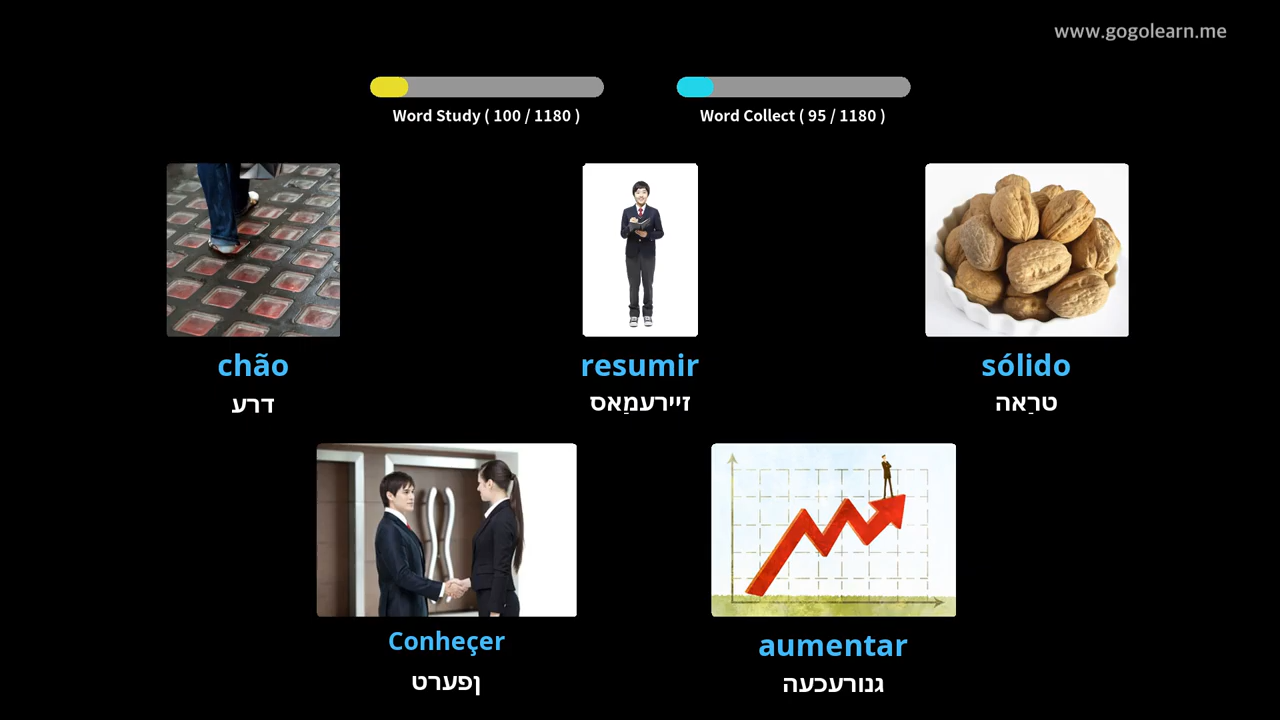 www.gogolearn.me
Word Study ( 100 / 1180 )
Word Collect ( 95 / 1180 )
chão
דרע
resumir
זיירעמַאס
sólido
טרַאה
Conheçer
ןפערט
aumentar
גנורעכעה